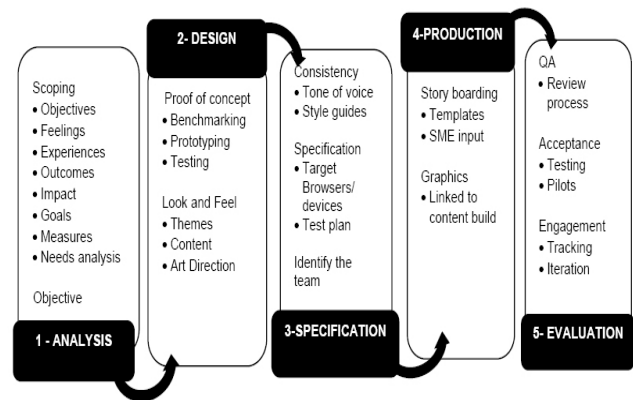 Scoping
• Objectives
• Feelings
• Experiences
• Outcomes
• Impact
• Goals
• Measures
• Needs analysis
Objective
1 - ANALYSIS
2- DESIGN
Proof of concept
• Benchmarking
• Prototyping
• Testing
Look and Feel
• Themes
• Content
• Art Direction
Consistency
• Tone of voice
• Style guides
Specification
• Target
Browsers/
devices
• Test plan
Identify the
team
3-SPECIFICATION
4-PRODUCTION
Story boarding
• Templates
• SME input
Graphics
• Linked to
content build
QA
• Review
process
Acceptance
• Testing
• Pilots
Engagement
• Tracking
• Iteration
5- EVALUATION